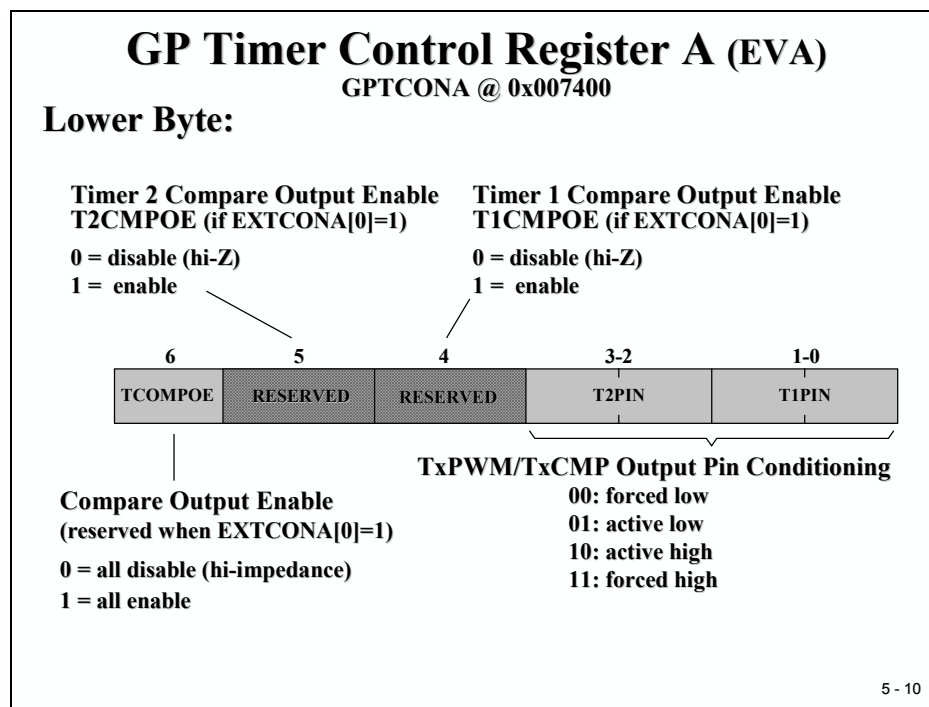 GP Timer Control Register A (EVA)
GPTCONA @ 0x007400
Lower Byte:
Timer 2 Compare Output Enable
T2CMPOE (if EXTCONA[0]=1)
0 = disable (hi-Z)
1 = enable
Timer 1 Compare Output Enable
T1CMPOE (if EXTCONA[0]=1)
0 = disable (hi-Z)
1 = enable
6 5 4 3-2 1-0
TCOMPOE RESERVED RESERVED T2PIN T1PIN
Compare Output Enable
(reserved when EXTCONA[0]=1)
0 = all disable (hi-impedance)
1 = all enable
TxPWM/TxCMP Output Pin Conditioning
00: forced low
01: active low
10: active high
11: forced high
5 - 10